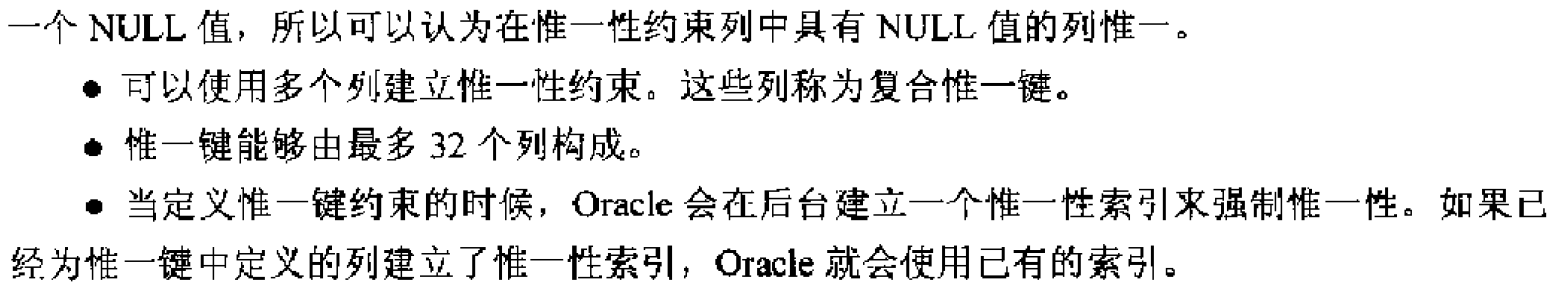 一个 NULL 值，所以可以认为在惟一性约束列中具有 NULL 值的列惟一。
● 可以使用多个列建立惟一性约束。这些列称为复合惟一键。
● 惟一键能够由最多 32 个列构成。
● 当定义惟一键约束的时候，Oracle 会在后台建立一个惟一性索引来强制惟一性。如果已
经为惟一键中定义的列建立了惟一性索引，Oracle 就会使用已有的索引。